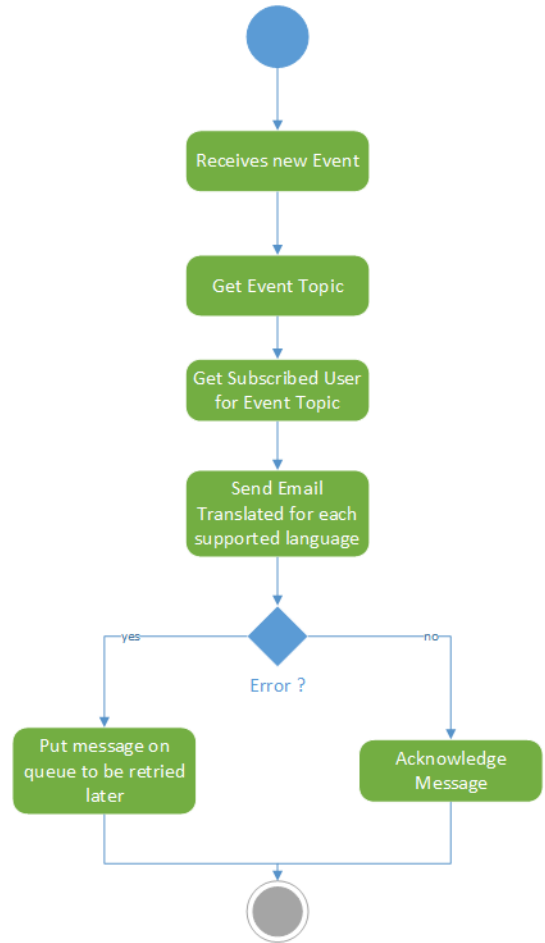 Receives new Event
Get Event Topic
Get Subscribed User
for Event Topic
Send Email
Translated for each
supported language
yes
no
Error ?
Put message on
queue to be retried
later
Acknowledge
Message